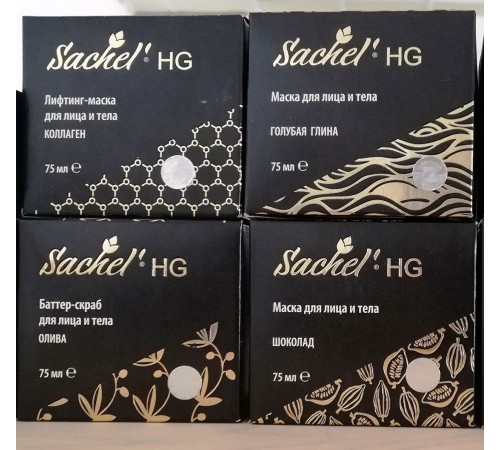 Sachel'® HG
Лифтинг-маска
для лица и тела
КОЛЛАГЕН
75 мл ℮
Sachel'® HG
Маска для лица и тела
ГОЛУБАЯ ГЛИНА
75 мл ℮
Sachel'® HG
Баттер-скраб
для лица и тела
ОЛИВА
75 мл ℮
Sachel'® HG
Маска для лица и тела
ШОКОЛАД
75 мл ℮